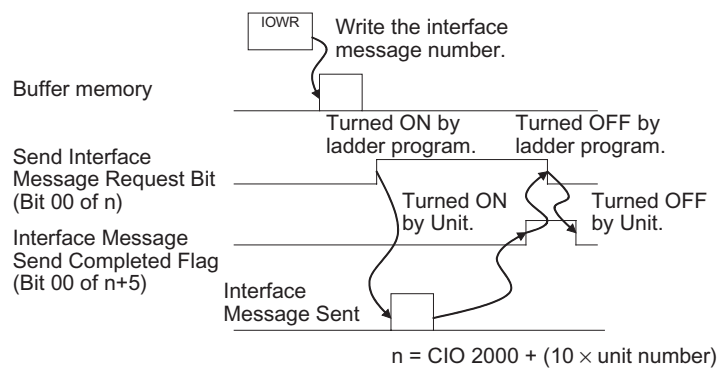 IOWR
Write the interface
message number.
Buffer memory
Turned ON by
ladder program.
Turned OFF by
ladder program.
Send Interface
Message Request Bit
(Bit 00 of n)
Turned ON
by Unit.
Turned OFF
by Unit.
Interface Message
Send Completed Flag
(Bit 00 of n+5)
Interface
Message Sent
n = CIO 2000 + (10 × unit number)